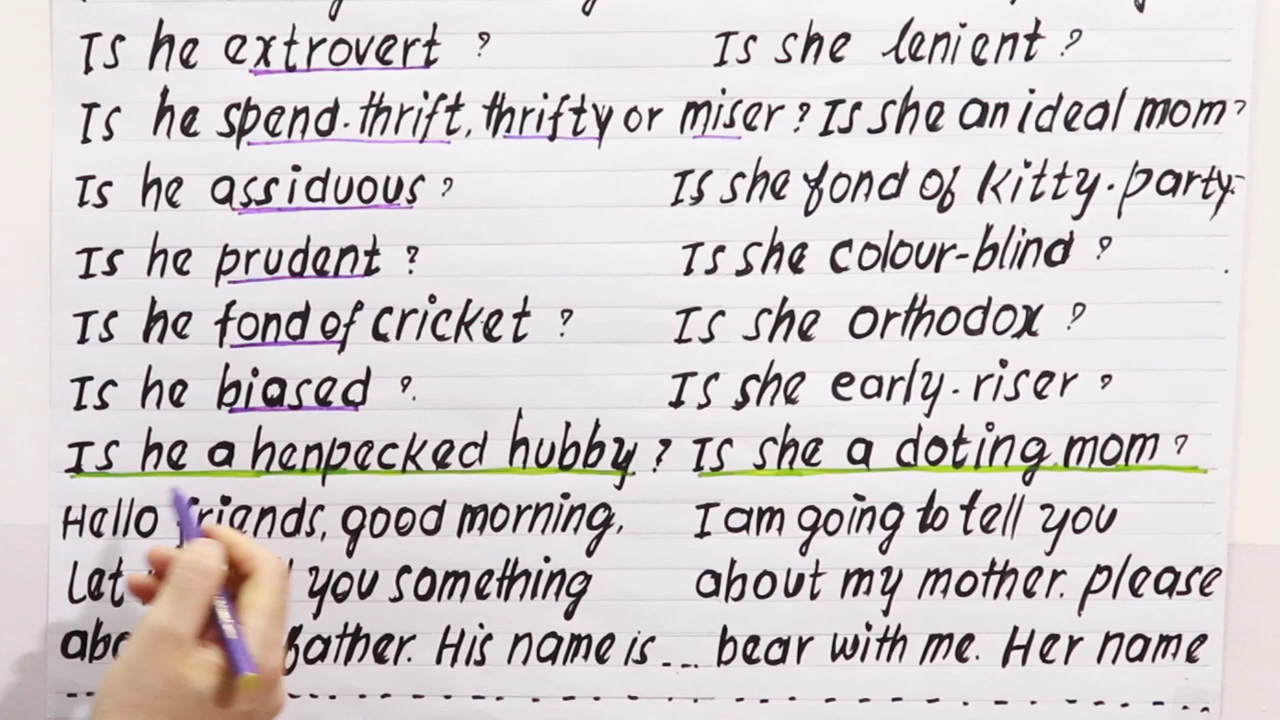 Is he extrovert ? Is she lenient ?
Is he spend-thrift, thrifty or miser ? Is she an ideal mom ?
Is he assiduous ? Is she fond of kitty-party
Is he prudent ? Is she colour-blind ?
Is he fond of cricket ? Is she orthodox ?
Is he biased ? Is she early-riser ?
Is he a henpecked hubby ? Is she a doting mom ?
Hello friends, good morning, I am going to tell you
Let you something about my mother. please
father. His name is... bear with me. Her name